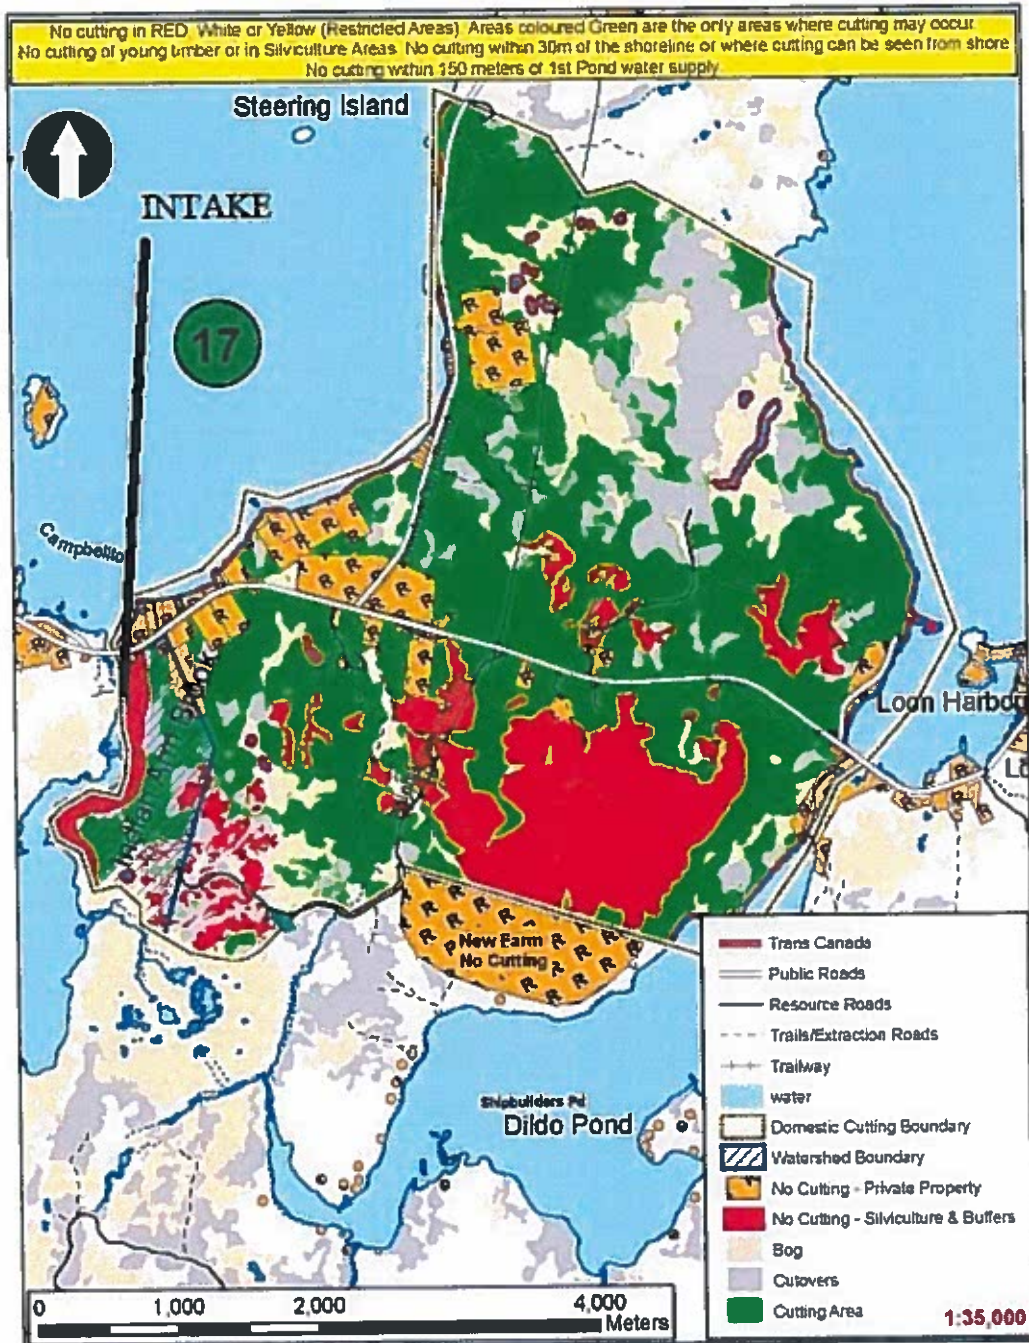 No cutting in RED, White or Yellow (Restricted Areas) Areas coloured Green are the only areas where cutting may occur
No cutting of young timber or in Silviculture Areas. No cutting within 30m of the shoreline or where cutting can be seen from shore
No cutting within 150 meters of 1st Pond water supply
Steering Island
INTAKE
17
Loon Harbou
New Farm
No Cutting
Shipbuilders Pd
Dildo Pond
Trans Canada
Public Roads
Resource Roads
Trails/Extraction Roads
Trailway
water
Domestic Cutting Boundary
Watershed Boundary
No Cutting - Private Property
No Cutting - Silviculture & Buffers
Bog
Cutovers
Cutting Area
1:35,000
0 1,000 2,000 4,000
Meters